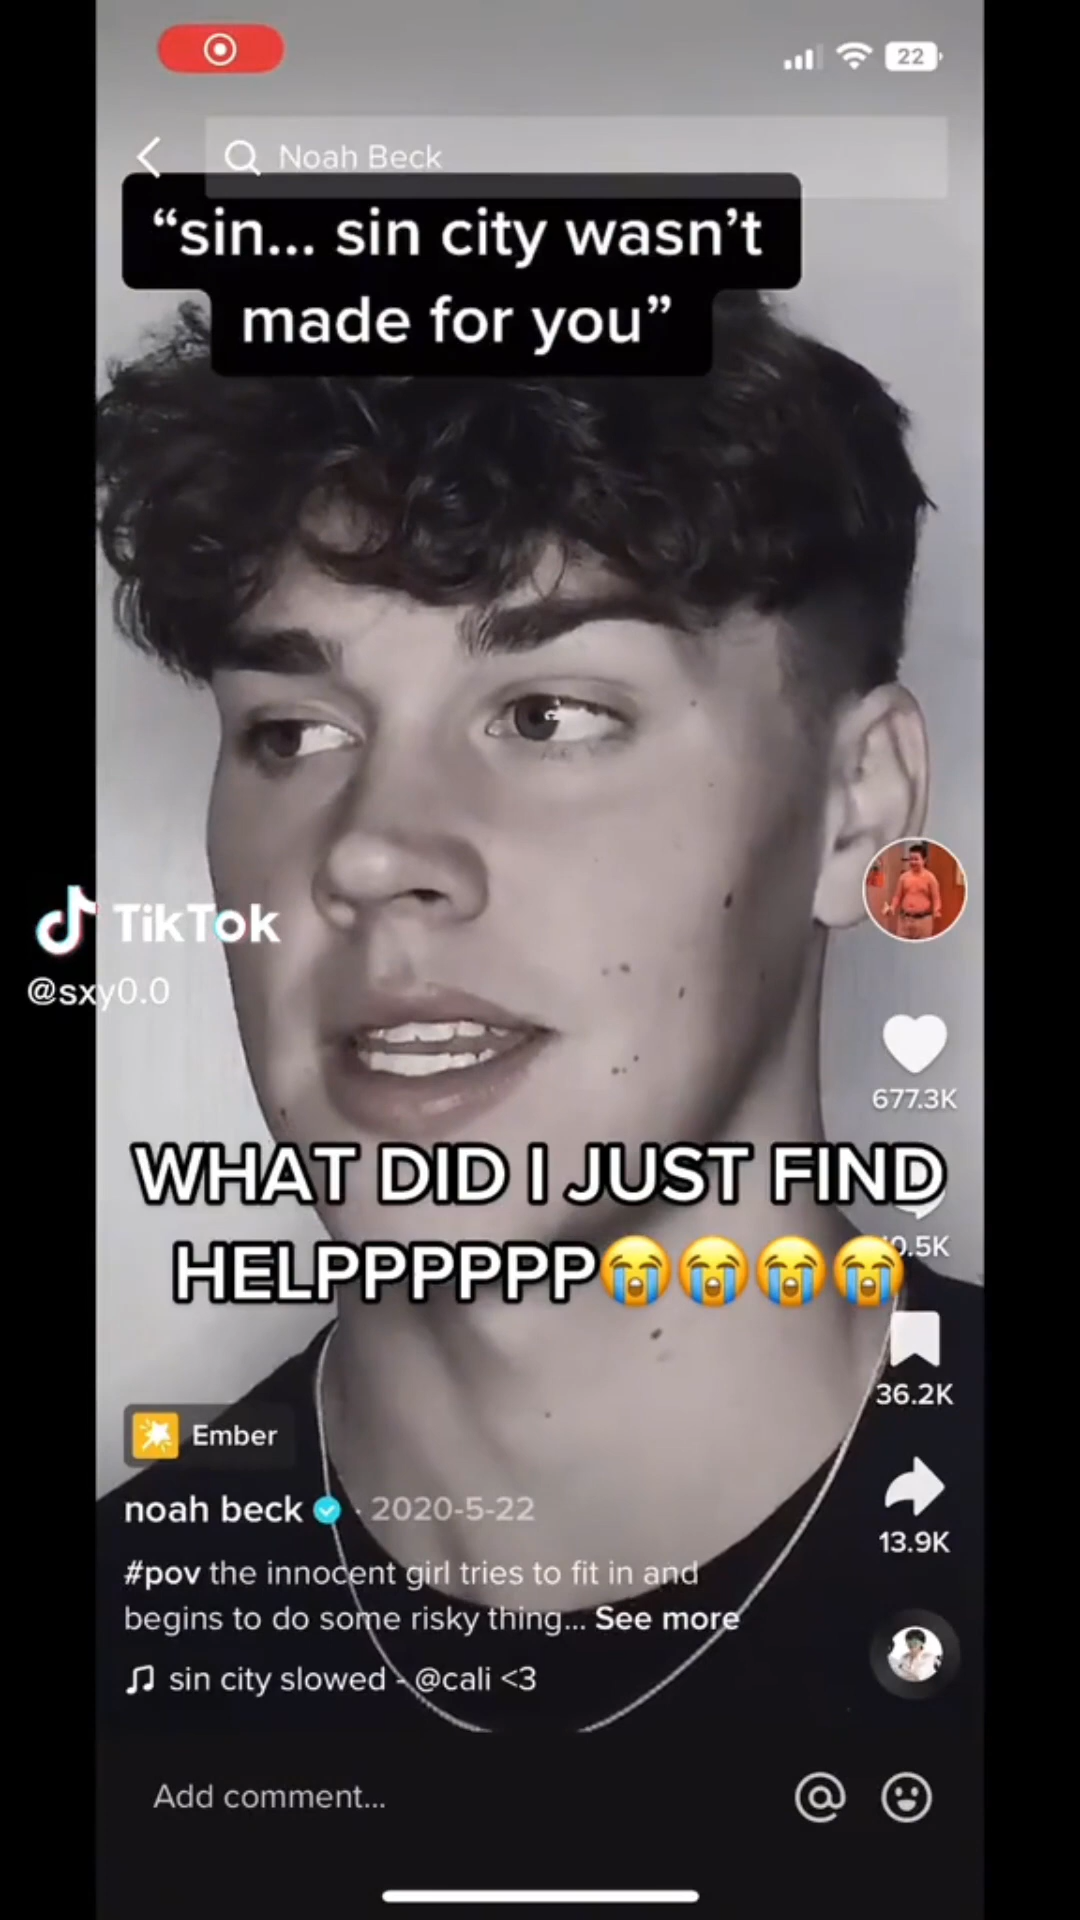 22
Noah Beck
“sin... sin city wasn’t
made for you”
TikTok
@sxy0.0
677.3K
WHAT DID I JUST FIND
HELPPPPPP😭😭😭😭
0.5K
36.2K
Ember
noah beck · 2020-5-22
13.9K
#pov the innocent girl tries to fit in and
begins to do some risky thing... See more
sin city slowed - @cali <3
Add comment...